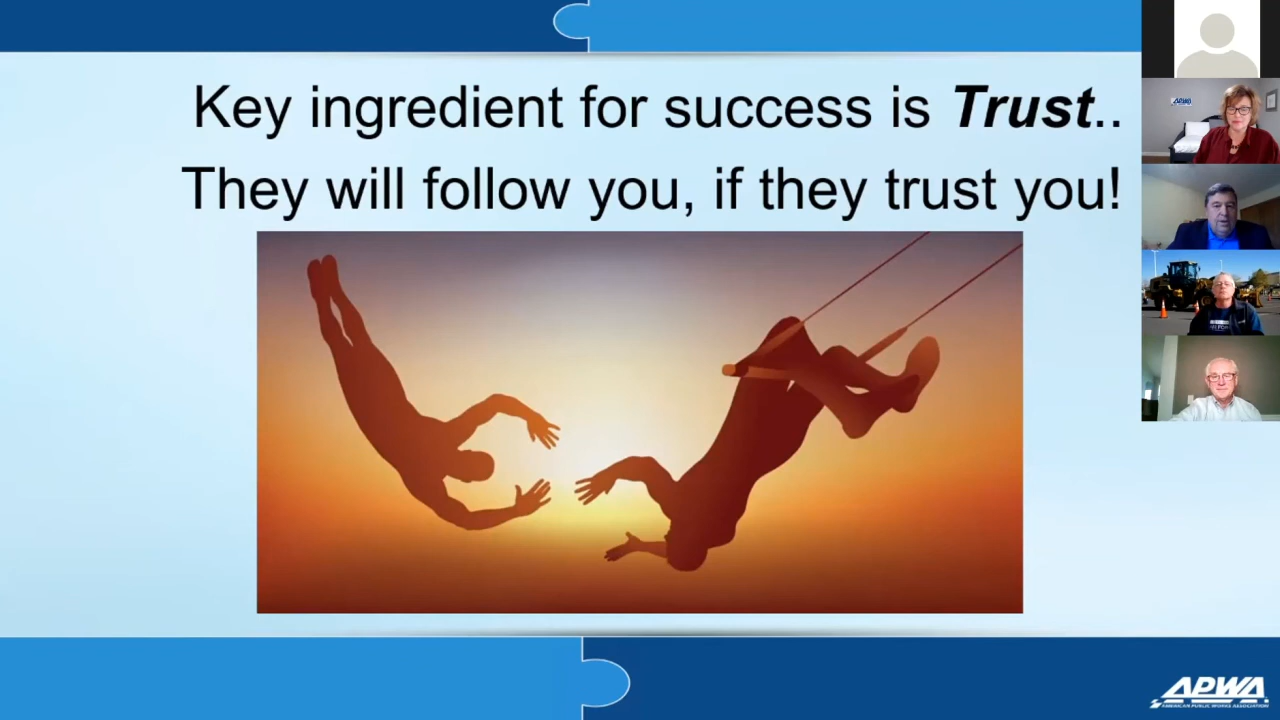 Key ingredient for success is Trust..
They will follow you, if they trust you!
APWA
APWA
AMERICAN PUBLIC WORKS ASSOCIATION